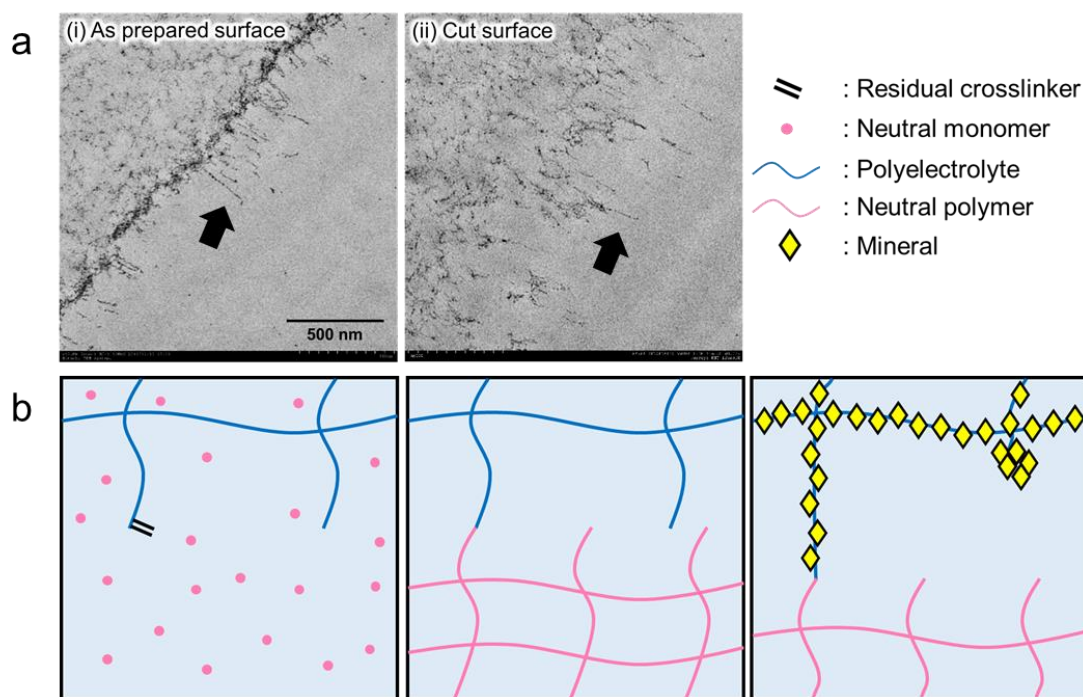 a
(i) As prepared surface
(ii) Cut surface
500 nm
: Residual crosslinker
: Neutral monomer
: Polyelectrolyte
: Neutral polymer
: Mineral
b